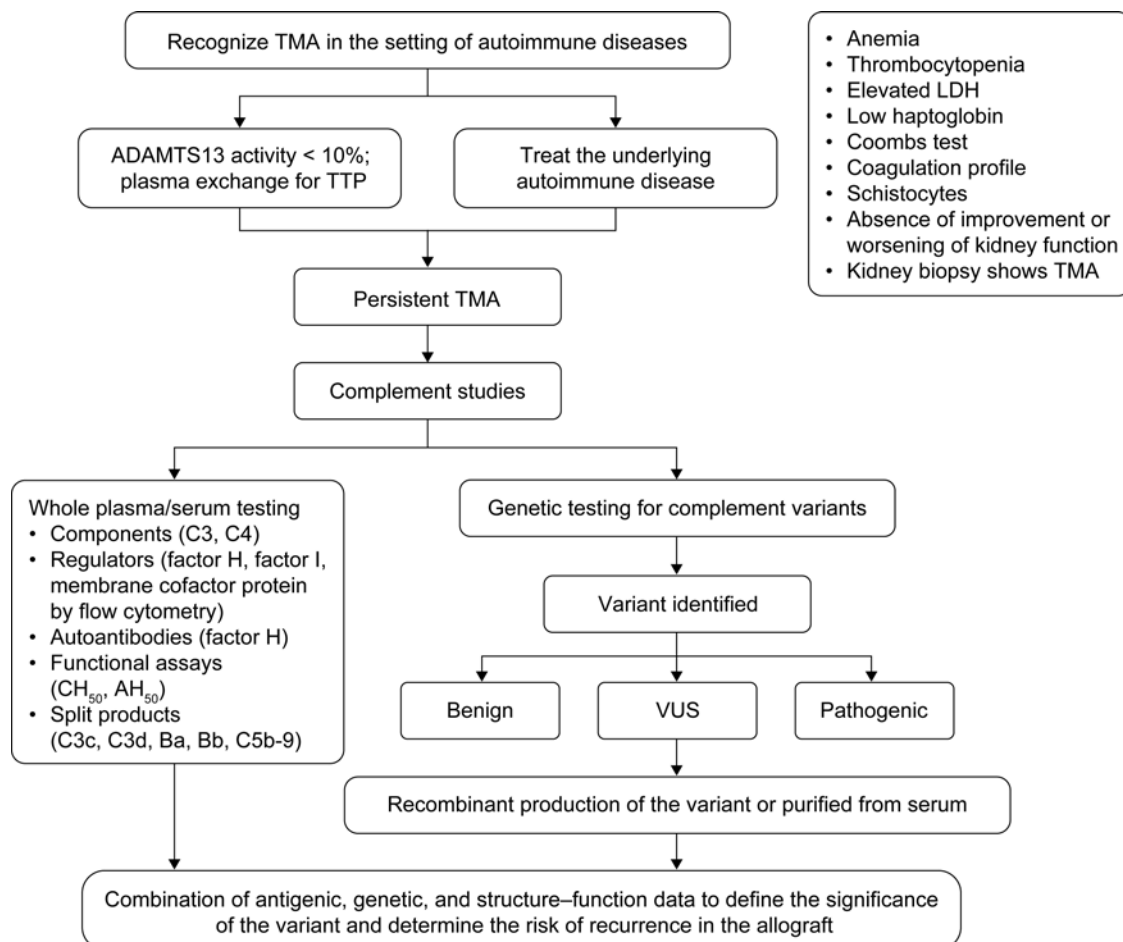 Recognize TMA in the setting of autoimmune diseases
• Anemia
• Thrombocytopenia
• Elevated LDH
• Low haptoglobin
• Coombs test
• Coagulation profile
• Schistocytes
• Absence of improvement or
worsening of kidney function
• Kidney biopsy shows TMA
ADAMTS13 activity < 10%;
plasma exchange for TTP
Treat the underlying
autoimmune disease
Persistent TMA
Complement studies
Whole plasma/serum testing
• Components (C3, C4)
• Regulators (factor H, factor I,
membrane cofactor protein
by flow cytometry)
• Autoantibodies (factor H)
• Functional assays
(CH₅₀, AH₅₀)
• Split products
(C3c, C3d, Ba, Bb, C5b-9)
Genetic testing for complement variants
Variant identified
Benign
VUS
Pathogenic
Recombinant production of the variant or purified from serum
Combination of antigenic, genetic, and structure–function data to define the significance
of the variant and determine the risk of recurrence in the allograft